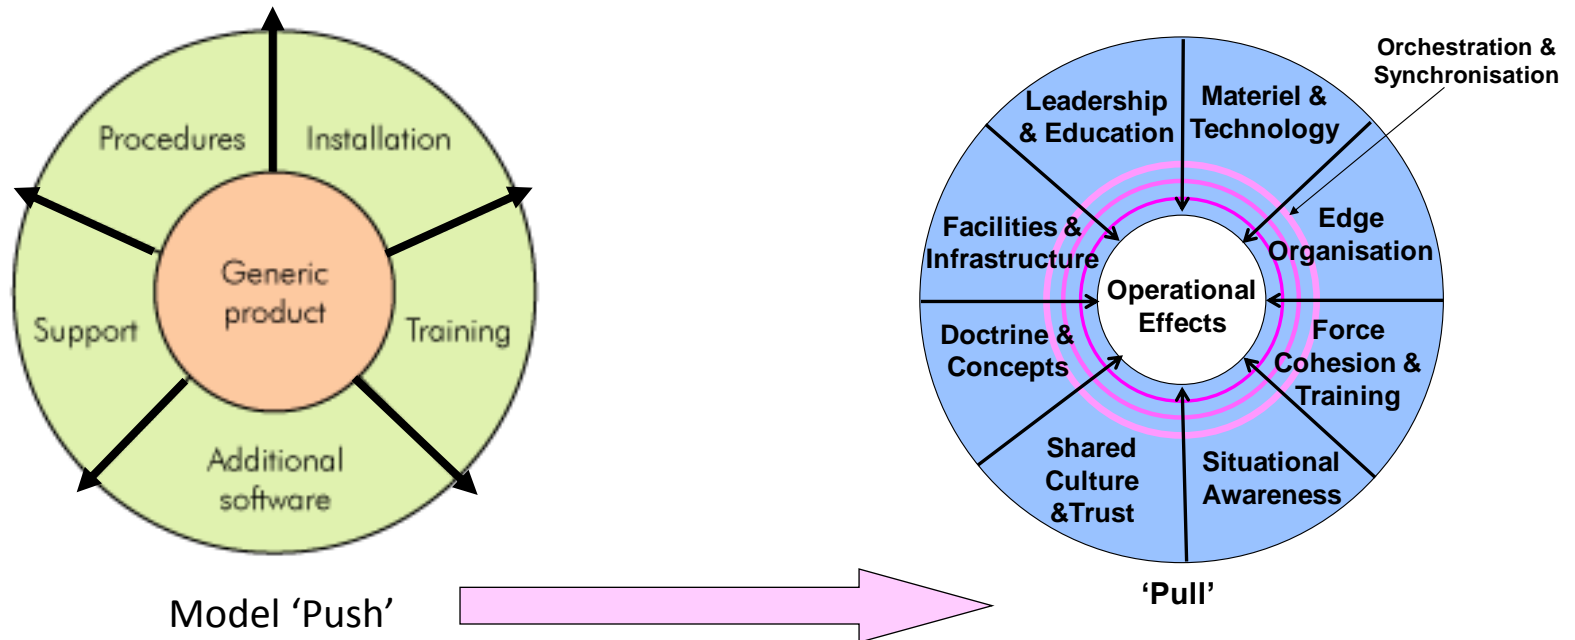 Procedures
Installation
Generic
product
Support
Training
Additional
software
Model ‘Push’
Orchestration &
Synchronisation
Leadership
& Education
Materiel &
Technology
Facilities &
Infrastructure
Edge
Organisation
Operational
Effects
Doctrine &
Concepts
Force
Cohesion &
Training
Shared
Culture
&Trust
Situational
Awareness
‘Pull’